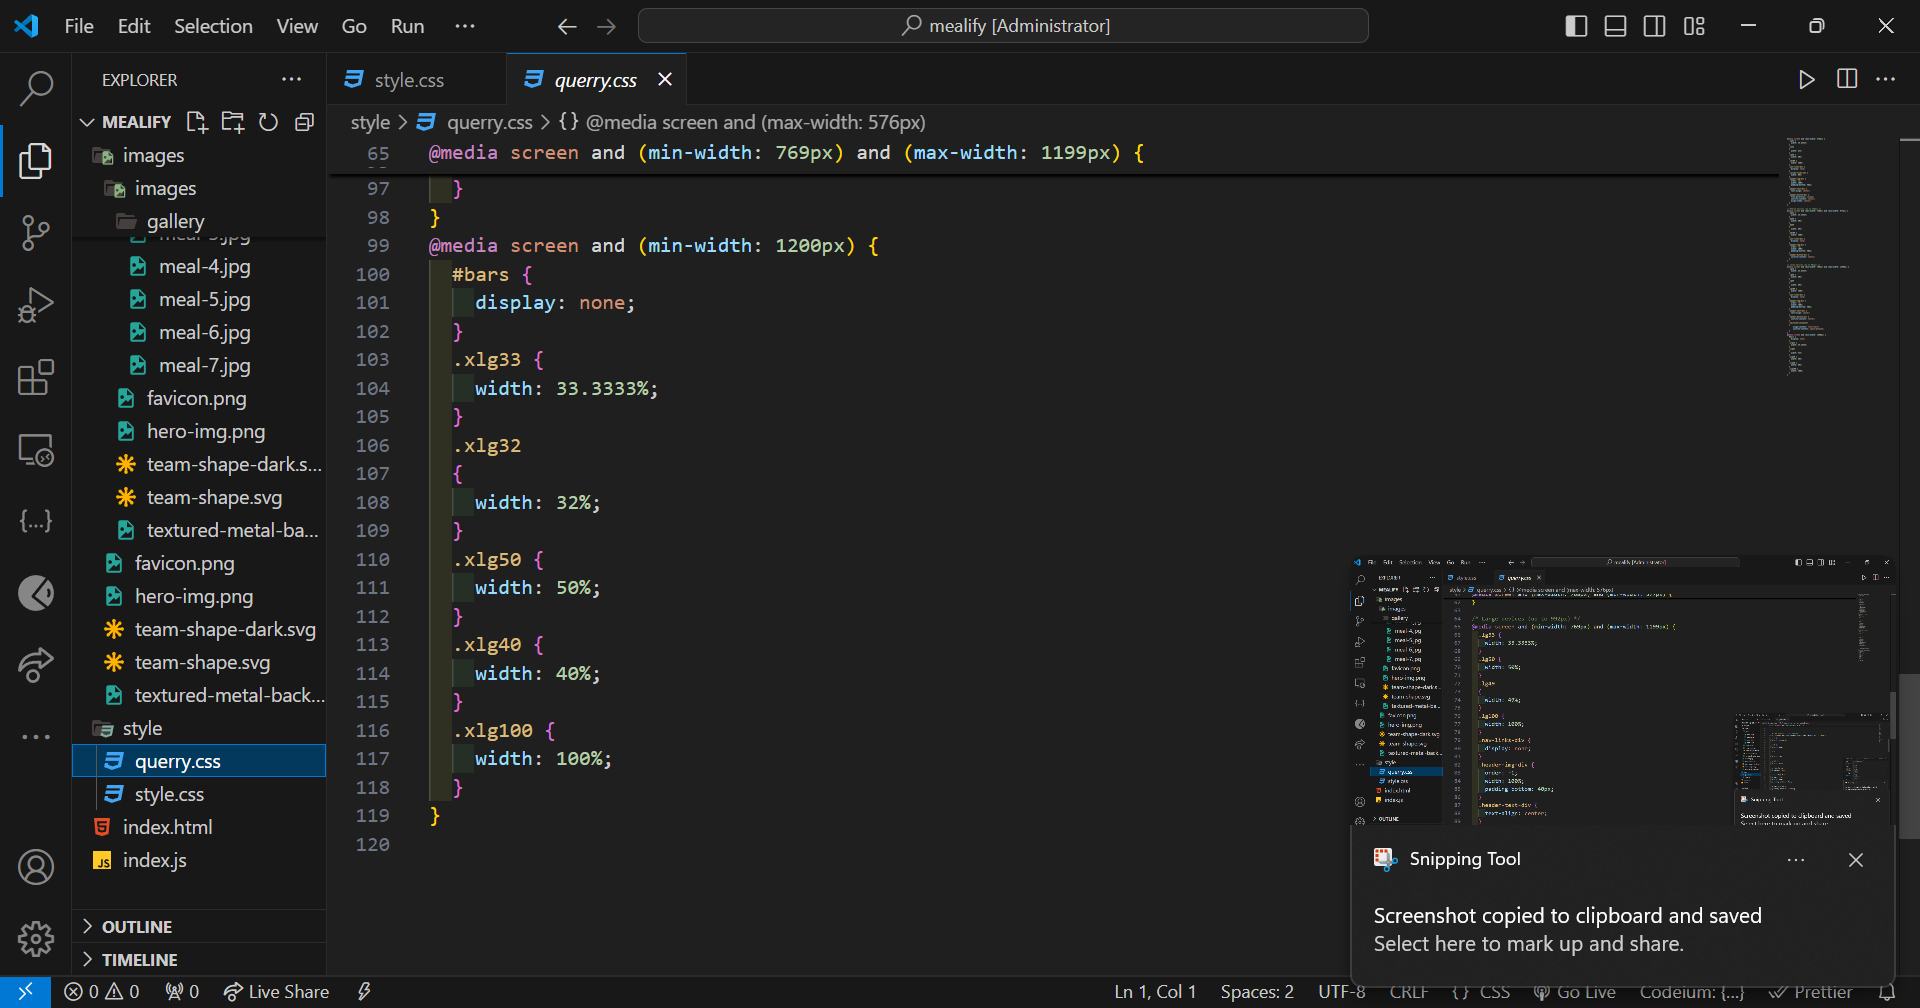 File Edit Selection View Go Run ···
mealify [Administrator]
EXPLORER ···
MEALIFY
images
images
gallery
meal-4.jpg
meal-5.jpg
meal-6.jpg
meal-7.jpg
favicon.png
hero-img.png
team-shape-dark.s...
team-shape.svg
textured-metal-ba...
favicon.png
hero-img.png
team-shape-dark.svg
team-shape.svg
textured-metal-back...
style
querry.css
style.css
index.html
JS index.js
OUTLINE
TIMELINE
style.css querry.css
style > querry.css > {} @media screen and (max-width: 576px)
65 @media screen and (min-width: 769px) and (max-width: 1199px) {
97 }
98 }
99 @media screen and (min-width: 1200px) {
100 #bars {
101 display: none;
102 }
103 .xlg33 {
104 width: 33.3333%;
105 }
106 .xlg32
107 {
108 width: 32%;
109 }
110 .xlg50 {
111 width: 50%;
112 }
113 .xlg40 {
114 width: 40%;
115 }
116 .xlg100 {
117 width: 100%;
118 }
119 }
120
Snipping Tool ···
Screenshot copied to clipboard and saved
Select here to mark up and share.
0 0 0 Live Share
Ln 1, Col 1 Spaces: 2 UTF-8 CRLF {} CSS Go Live Codeium: {...} Prettier